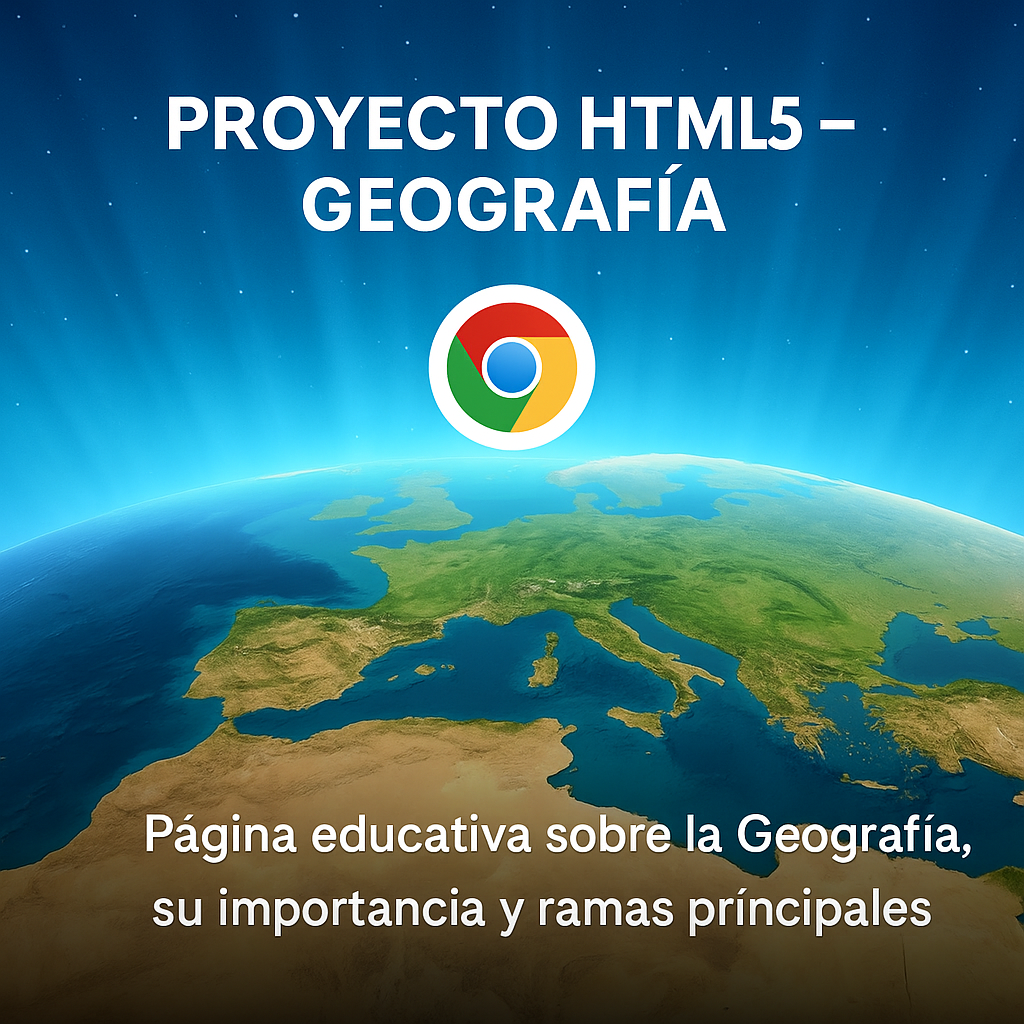 PROYECTO HTML5 –
GEOGRAFÍA
Página educativa sobre la Geografía,
su importancia y ramas príncipales